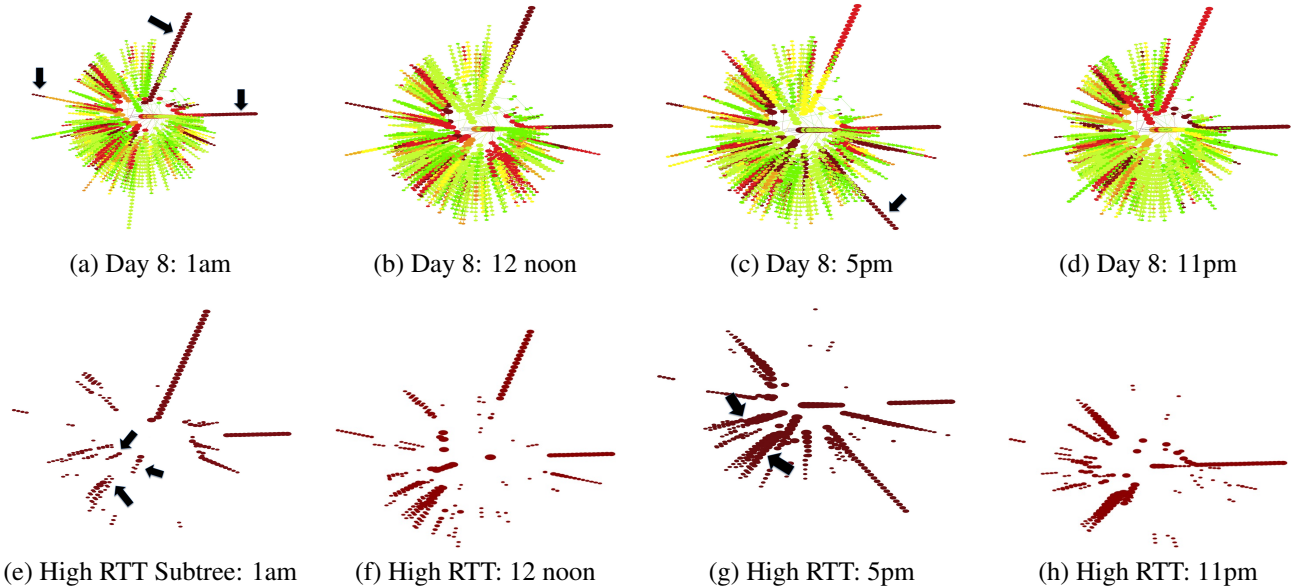 (a) Day 8: 1am
(b) Day 8: 12 noon
(c) Day 8: 5pm
(d) Day 8: 11pm
(e) High RTT Subtree: 1am
(f) High RTT: 12 noon
(g) High RTT: 5pm
(h) High RTT: 11pm